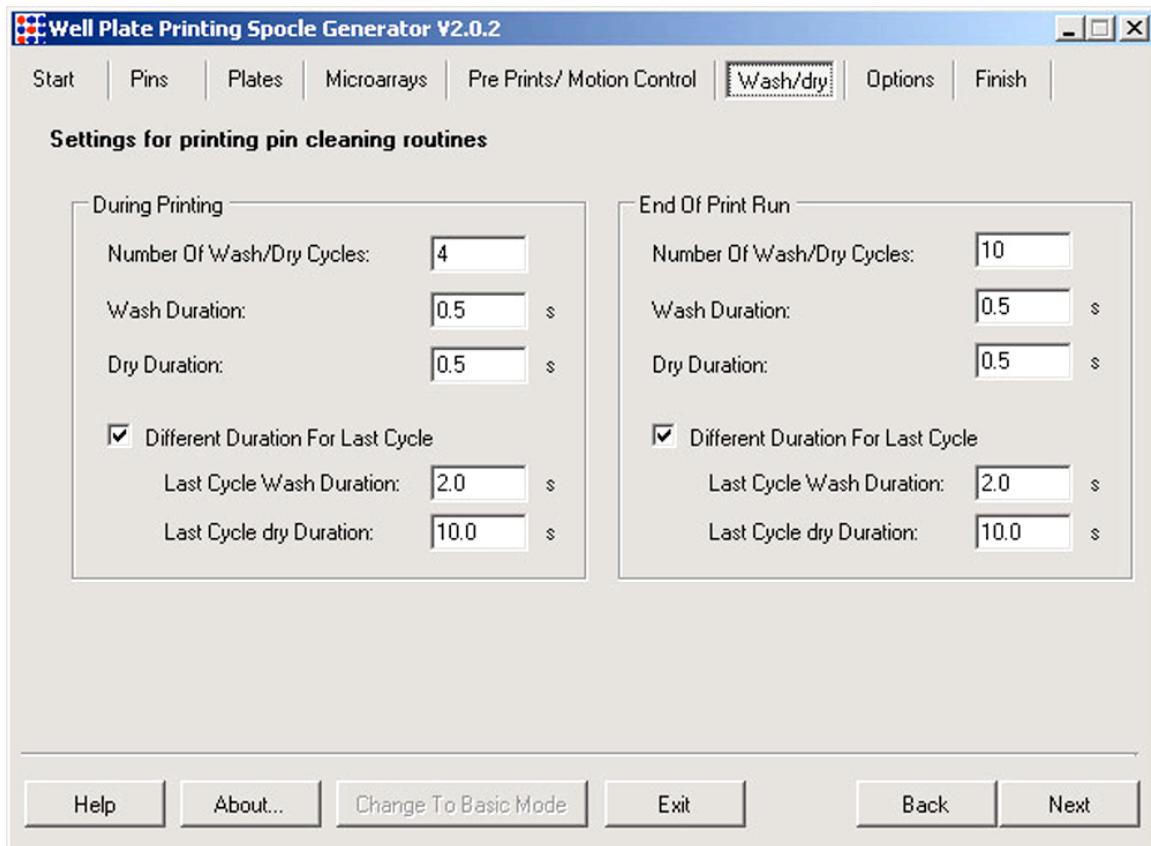 Well Plate Printing Spocle Generator V2.0.2
Start Pins Plates Microarrays Pre Prints/ Motion Control Wash/dry Options Finish
Settings for printing pin cleaning routines
During Printing
Number Of Wash/Dry Cycles: 4
Wash Duration: 0.5 s
Dry Duration: 0.5 s
Different Duration For Last Cycle
Last Cycle Wash Duration: 2.0 s
Last Cycle dry Duration: 10.0 s
End Of Print Run
Number Of Wash/Dry Cycles: 10
Wash Duration: 0.5 s
Dry Duration: 0.5 s
Different Duration For Last Cycle
Last Cycle Wash Duration: 2.0 s
Last Cycle dry Duration: 10.0 s
Help About... Change To Basic Mode Exit Back Next